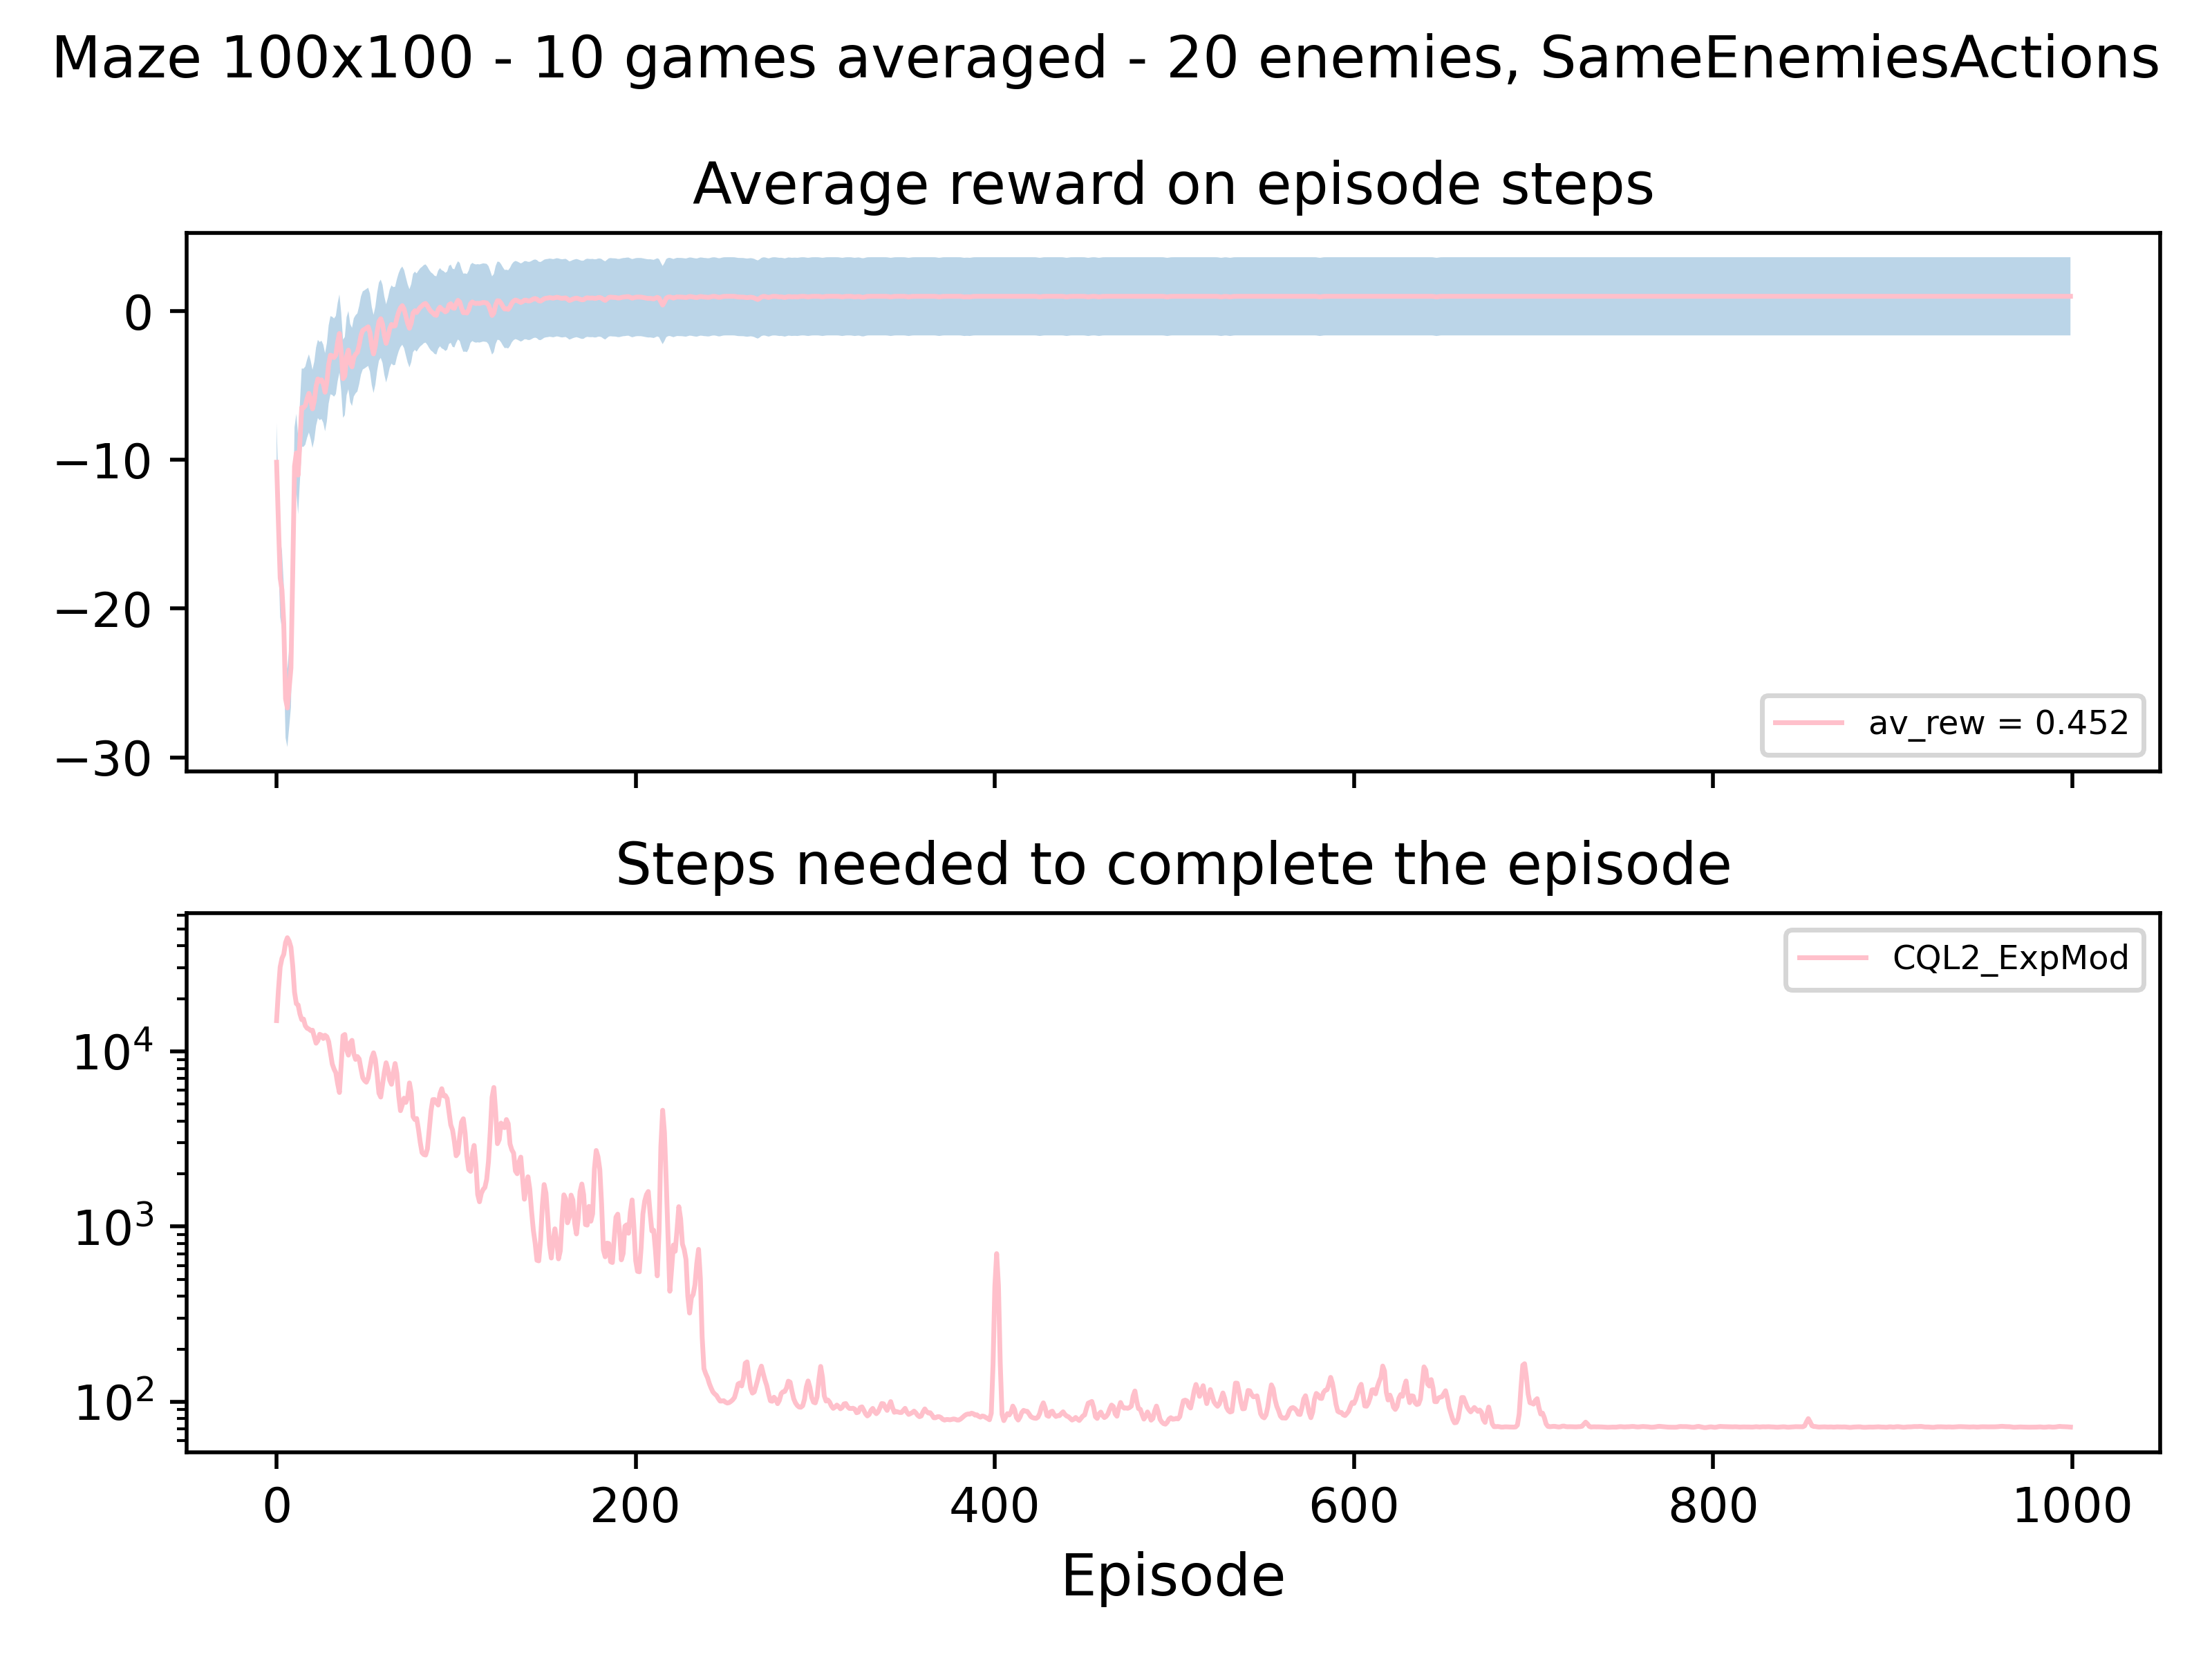 Maze 100x100 - 10 games averaged - 20 enemies, SameEnemiesActions
Average reward on episode steps
0
−10
−20
−30
av_rew = 0.452
Steps needed to complete the episode
10⁴
10³
10²
CQL2_ExpMod
0 200 400 600 800 1000
Episode